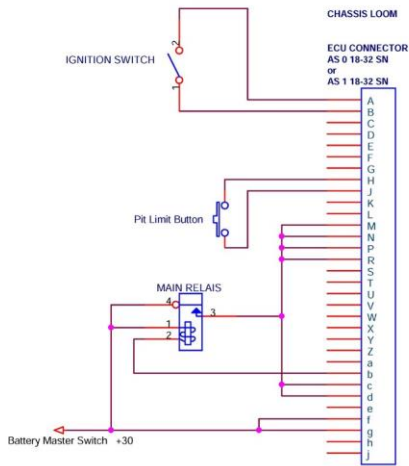 CHASSIS LOOM
ECU CONNECTOR
AS 0 18-32 SN
or
AS 1 18-32 SN
IGNITION SWITCH
2
1
A
B
C
D
E
F
G
H
J
K
L
M
N
P
R
S
T
U
V
W
X
Y
Z
a
b
c
d
e
f
g
h
j
Pit Limit Button
MAIN RELAIS
4
3
1
2
Battery Master Switch +30